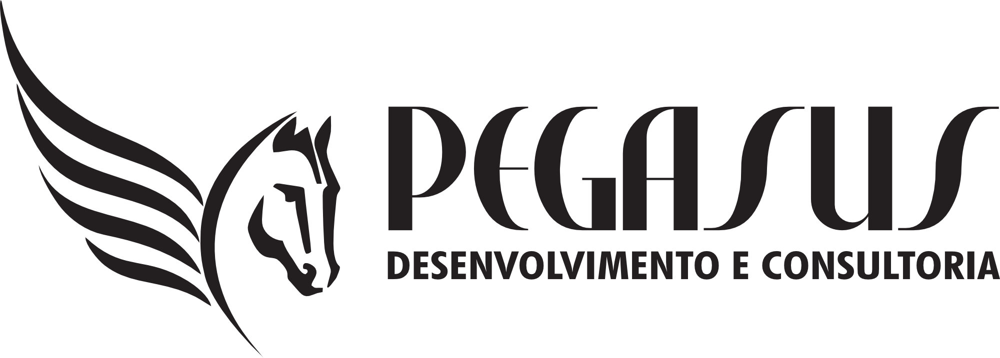 PEGASUS
DESENVOLVIMENTO E CONSULTORIA